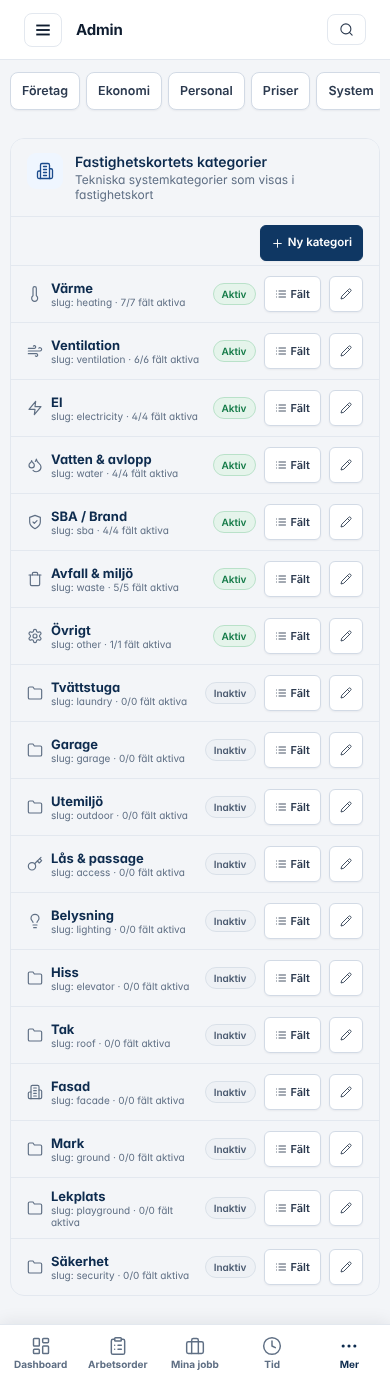 Admin
Företag
Ekonomi
Personal
Priser
System
Fastighetskortets kategorier
Tekniska systemkategorier som visas i
fastighetskort
+ Ny kategori
Värme
slug: heating · 7/7 fält aktiva
Aktiv
Fält
Ventilation
slug: ventilation · 6/6 fält aktiva
Aktiv
Fält
El
slug: electricity · 4/4 fält aktiva
Aktiv
Fält
Vatten & avlopp
slug: water · 4/4 fält aktiva
Aktiv
Fält
SBA / Brand
slug: sba · 4/4 fält aktiva
Aktiv
Fält
Avfall & miljö
slug: waste · 5/5 fält aktiva
Aktiv
Fält
Övrigt
slug: other · 1/1 fält aktiva
Aktiv
Fält
Tvättstuga
slug: laundry · 0/0 fält aktiva
Inaktiv
Fält
Garage
slug: garage · 0/0 fält aktiva
Inaktiv
Fält
Utemiljö
slug: outdoor · 0/0 fält aktiva
Inaktiv
Fält
Lås & passage
slug: access · 0/0 fält aktiva
Inaktiv
Fält
Belysning
slug: lighting · 0/0 fält aktiva
Inaktiv
Fält
Hiss
slug: elevator · 0/0 fält aktiva
Inaktiv
Fält
Tak
slug: roof · 0/0 fält aktiva
Inaktiv
Fält
Fasad
slug: facade · 0/0 fält aktiva
Inaktiv
Fält
Mark
slug: ground · 0/0 fält aktiva
Inaktiv
Fält
Lekplats
slug: playground · 0/0 fält
aktiva
Inaktiv
Fält
Säkerhet
slug: security · 0/0 fält aktiva
Inaktiv
Fält
Dashboard
Arbetsorder
Mina jobb
Tid
Mer